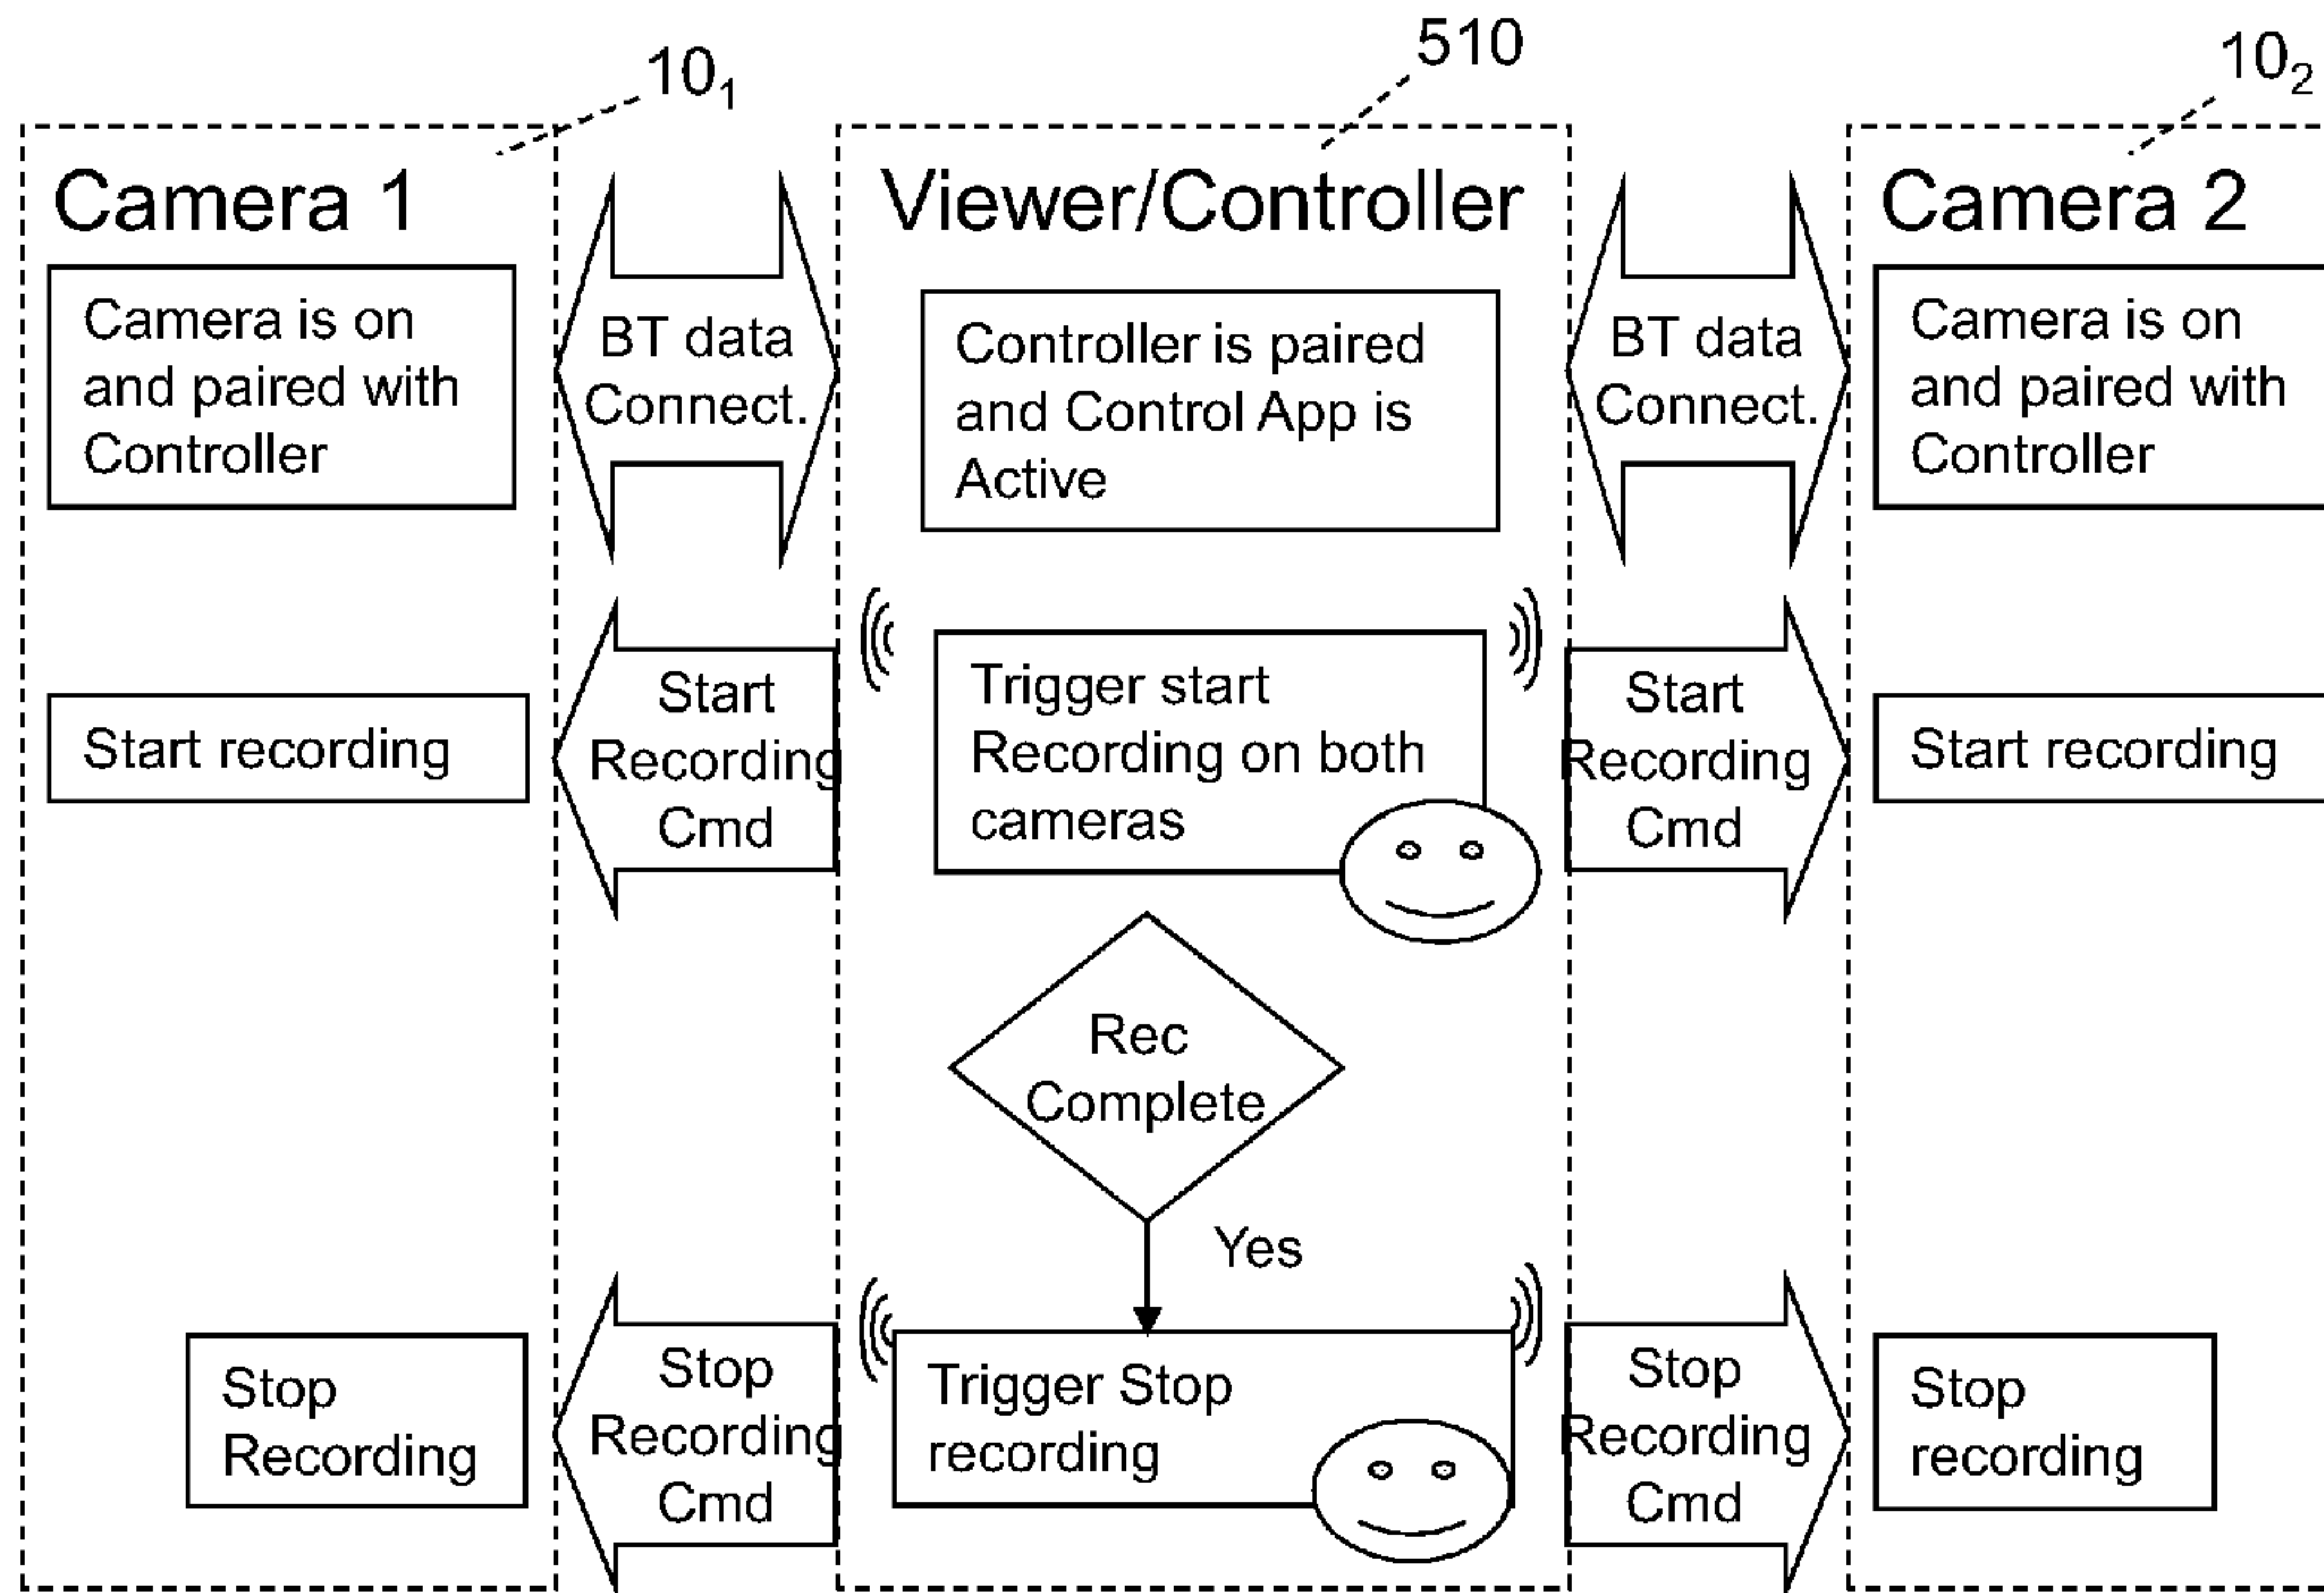 10₁
510
10₂
Camera 1
Viewer/Controller
Camera 2
Camera is on
and paired with
Controller
BT data
Connect.
Controller is paired
and Control App is
Active
BT data
Connect.
Camera is on
and paired with
Controller
Start recording
Start
Recording
Cmd
Trigger start
Recording on both
cameras
Start
Recording
Cmd
Start recording
Rec
Complete
Yes
Stop
Recording
Stop
Recording
Cmd
Trigger Stop
recording
Stop
Recording
Cmd
Stop
recording